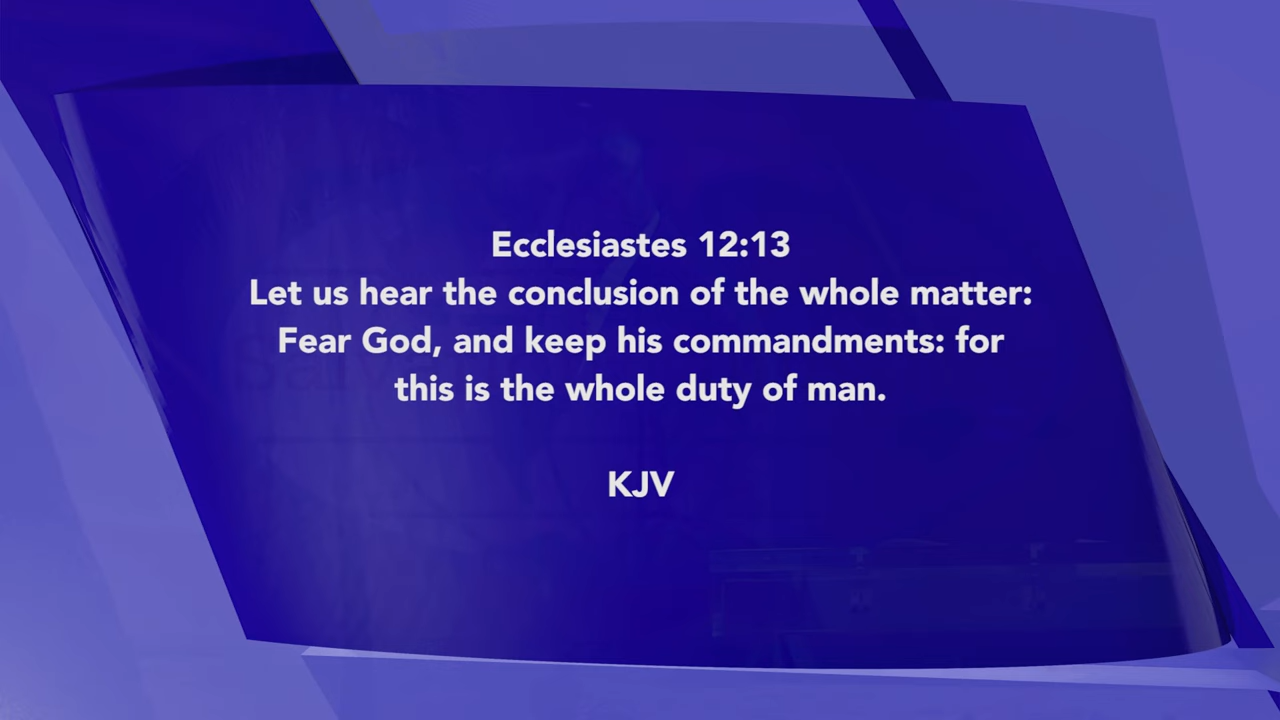 Ecclesiastes 12:13
Let us hear the conclusion of the whole matter:
Fear God, and keep his commandments: for
this is the whole duty of man.
KJV